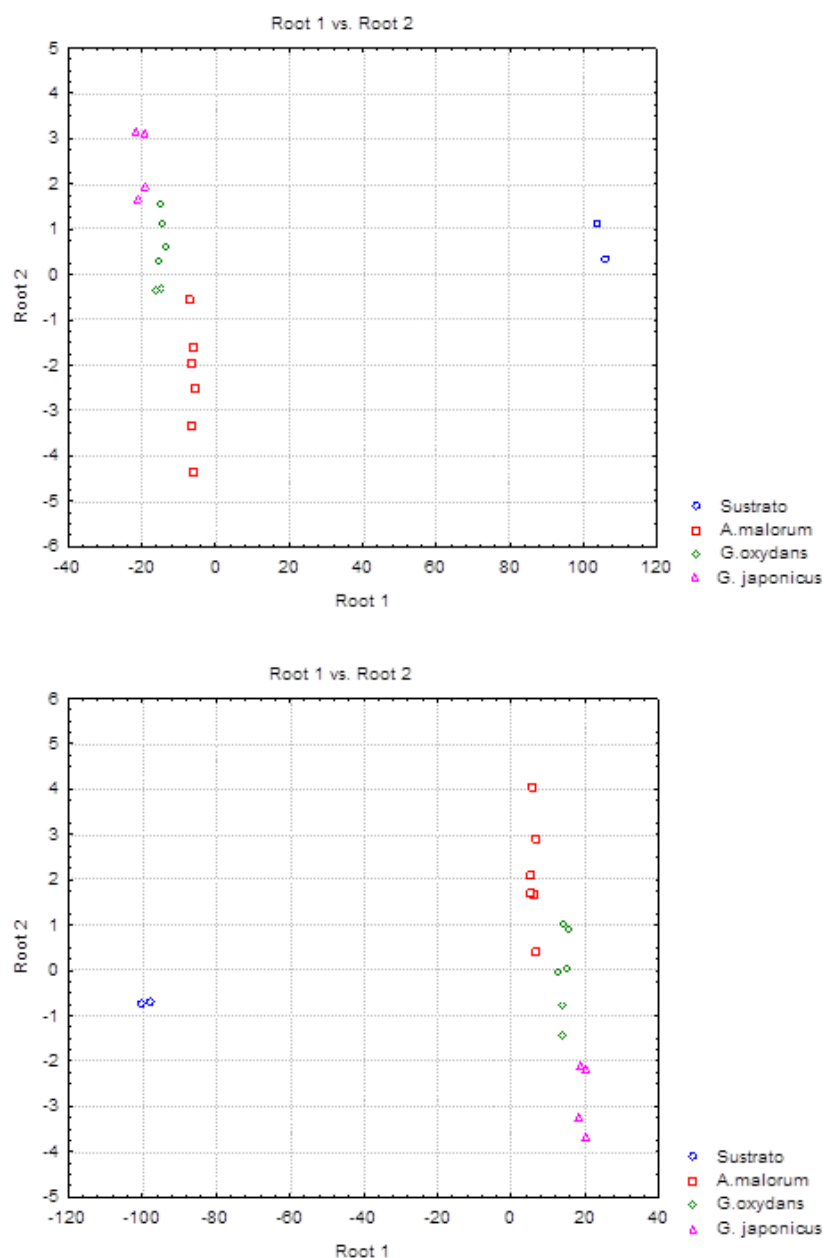 Root 1 vs. Root 2
5
4
3
2
1
0
-1
-2
-3
-4
-5
-6
Root 2
-40 -20 0 20 40 60 80 100 120
Root 1
Sustrato
A.malorum
G.oxydans
G. japonicus
Root 1 vs. Root 2
6
5
4
3
2
1
0
-1
-2
-3
-4
-5
Root 2
-120 -100 -80 -60 -40 -20 0 20 40
Root 1
Sustrato
A.malorum
G.oxydans
G. japonicus